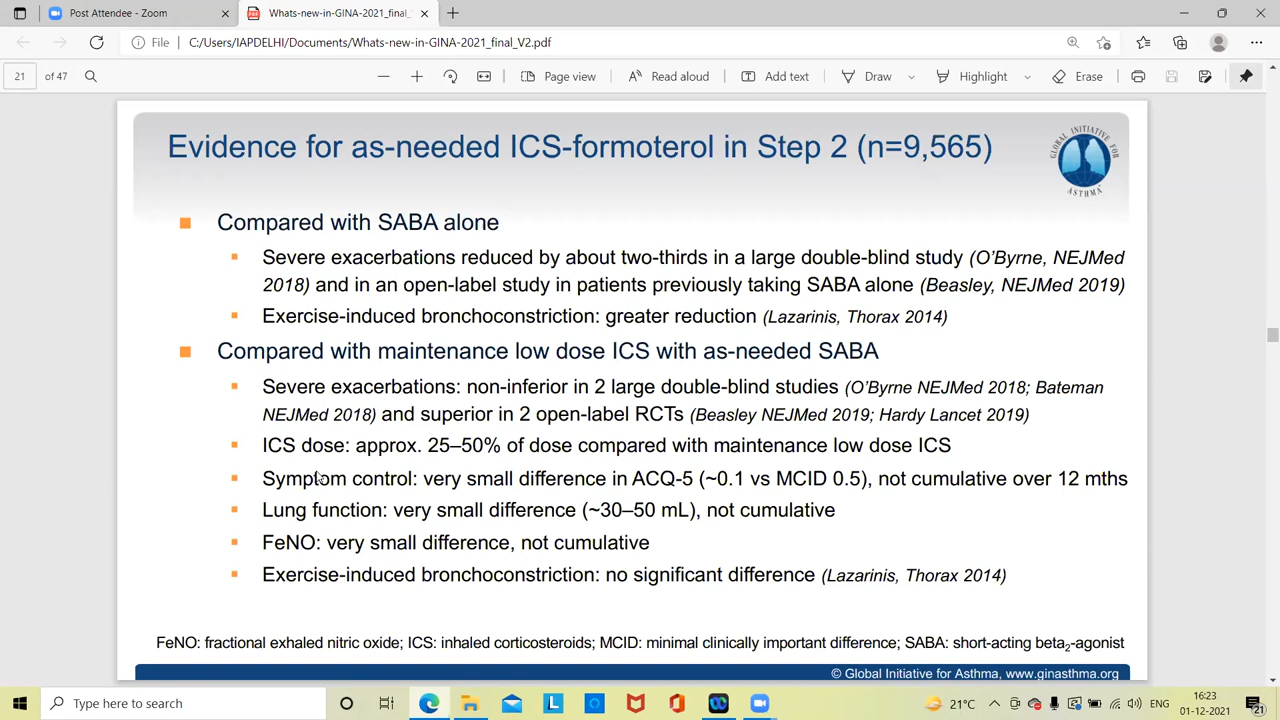 Post Attendee - Zoom
Whats-new-in-GINA-2021_final_
File C:/Users/IAPDELHI/Documents/Whats-new-in-GINA-2021_final_V2.pdf
21 of 47 Page view Read aloud Add text Draw Highlight Erase
Evidence for as-needed ICS-formoterol in Step 2 (n=9,565)
GLOBAL INITIATIVE FOR ASTHMA
Compared with SABA alone
Severe exacerbations reduced by about two-thirds in a large double-blind study (O’Byrne, NEJMed
2018) and in an open-label study in patients previously taking SABA alone (Beasley, NEJMed 2019)
Exercise-induced bronchoconstriction: greater reduction (Lazarinis, Thorax 2014)
Compared with maintenance low dose ICS with as-needed SABA
Severe exacerbations: non-inferior in 2 large double-blind studies (O’Byrne NEJMed 2018; Bateman
NEJMed 2018) and superior in 2 open-label RCTs (Beasley NEJMed 2019; Hardy Lancet 2019)
ICS dose: approx. 25–50% of dose compared with maintenance low dose ICS
Symptom control: very small difference in ACQ-5 (~0.1 vs MCID 0.5), not cumulative over 12 mths
Lung function: very small difference (~30–50 mL), not cumulative
FeNO: very small difference, not cumulative
Exercise-induced bronchoconstriction: no significant difference (Lazarinis, Thorax 2014)
FeNO: fractional exhaled nitric oxide; ICS: inhaled corticosteroids; MCID: minimal clinically important difference; SABA: short-acting beta2-agonist
© Global Initiative for Asthma, www.ginasthma.org
Type here to search
21°C ENG
16:23
01-12-2021
21